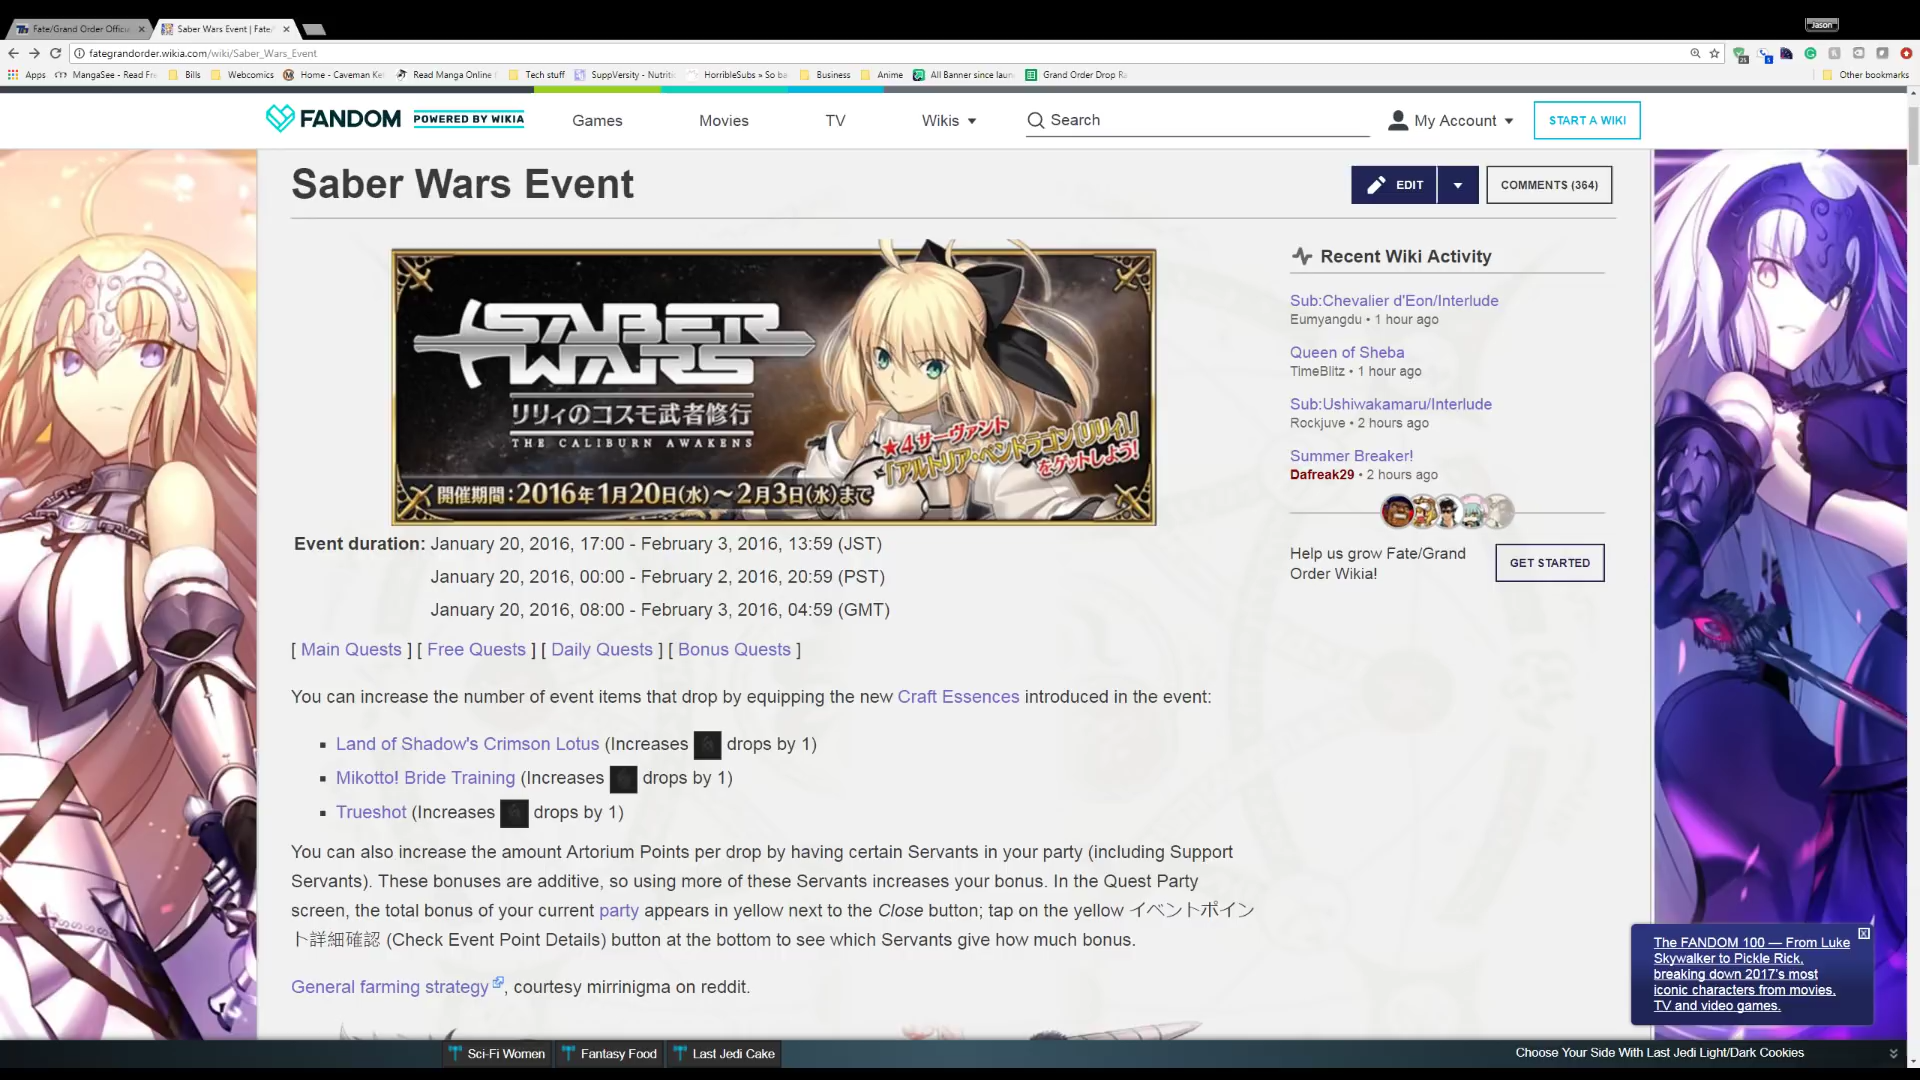 Jason
Fate/Grand Order Offici
Saber Wars Event | Fate/
fategrandorder.wikia.com/wiki/Saber_Wars_Event
Apps
MangaSee - Read Fre
Bills
Webcomics
Home - Caveman Ke
Read Manga Online
Tech stuff
SuppVersity - Nutriti
HorribleSubs » So ba
Business
Anime
All Banner since laun
Grand Order Drop Ra
Other bookmarks
FANDOM POWERED BY WIKIA
Games
Movies
TV
Wikis
Search
My Account
START A WIKI
Saber Wars Event
EDIT
COMMENTS (364)
SABER
WARS
リリィのコスモ武者修行
THE CALIBURN AWAKENS
★4サーヴァント
「アルトリア・ペンドラゴン〔リリィ〕」
をゲットしよう!
開催期間:2016年1月20日(水)~2月3日(水)まで
Event duration: January 20, 2016, 17:00 - February 3, 2016, 13:59 (JST)
January 20, 2016, 00:00 - February 2, 2016, 20:59 (PST)
January 20, 2016, 08:00 - February 3, 2016, 04:59 (GMT)
[ Main Quests ] [ Free Quests ] [ Daily Quests ] [ Bonus Quests ]
You can increase the number of event items that drop by equipping the new Craft Essences introduced in the event:
Land of Shadow's Crimson Lotus (Increases drops by 1)
Mikotto! Bride Training (Increases drops by 1)
Trueshot (Increases drops by 1)
You can also increase the amount Artorium Points per drop by having certain Servants in your party (including Support
Servants). These bonuses are additive, so using more of these Servants increases your bonus. In the Quest Party
screen, the total bonus of your current party appears in yellow next to the Close button; tap on the yellow イベントポイン
ト詳細確認 (Check Event Point Details) button at the bottom to see which Servants give how much bonus.
General farming strategy, courtesy mirrinigma on reddit.
Recent Wiki Activity
Sub:Chevalier d'Eon/Interlude
Eumyangdu • 1 hour ago
Queen of Sheba
TimeBlitz • 1 hour ago
Sub:Ushiwakamaru/Interlude
Rockjuve • 2 hours ago
Summer Breaker!
Dafreak29 • 2 hours ago
Help us grow Fate/Grand
Order Wikia!
GET STARTED
The FANDOM 100 — From Luke
Skywalker to Pickle Rick,
breaking down 2017's most
iconic characters from movies,
TV and video games.
Sci-Fi Women
Fantasy Food
Last Jedi Cake
Choose Your Side With Last Jedi Light/Dark Cookies